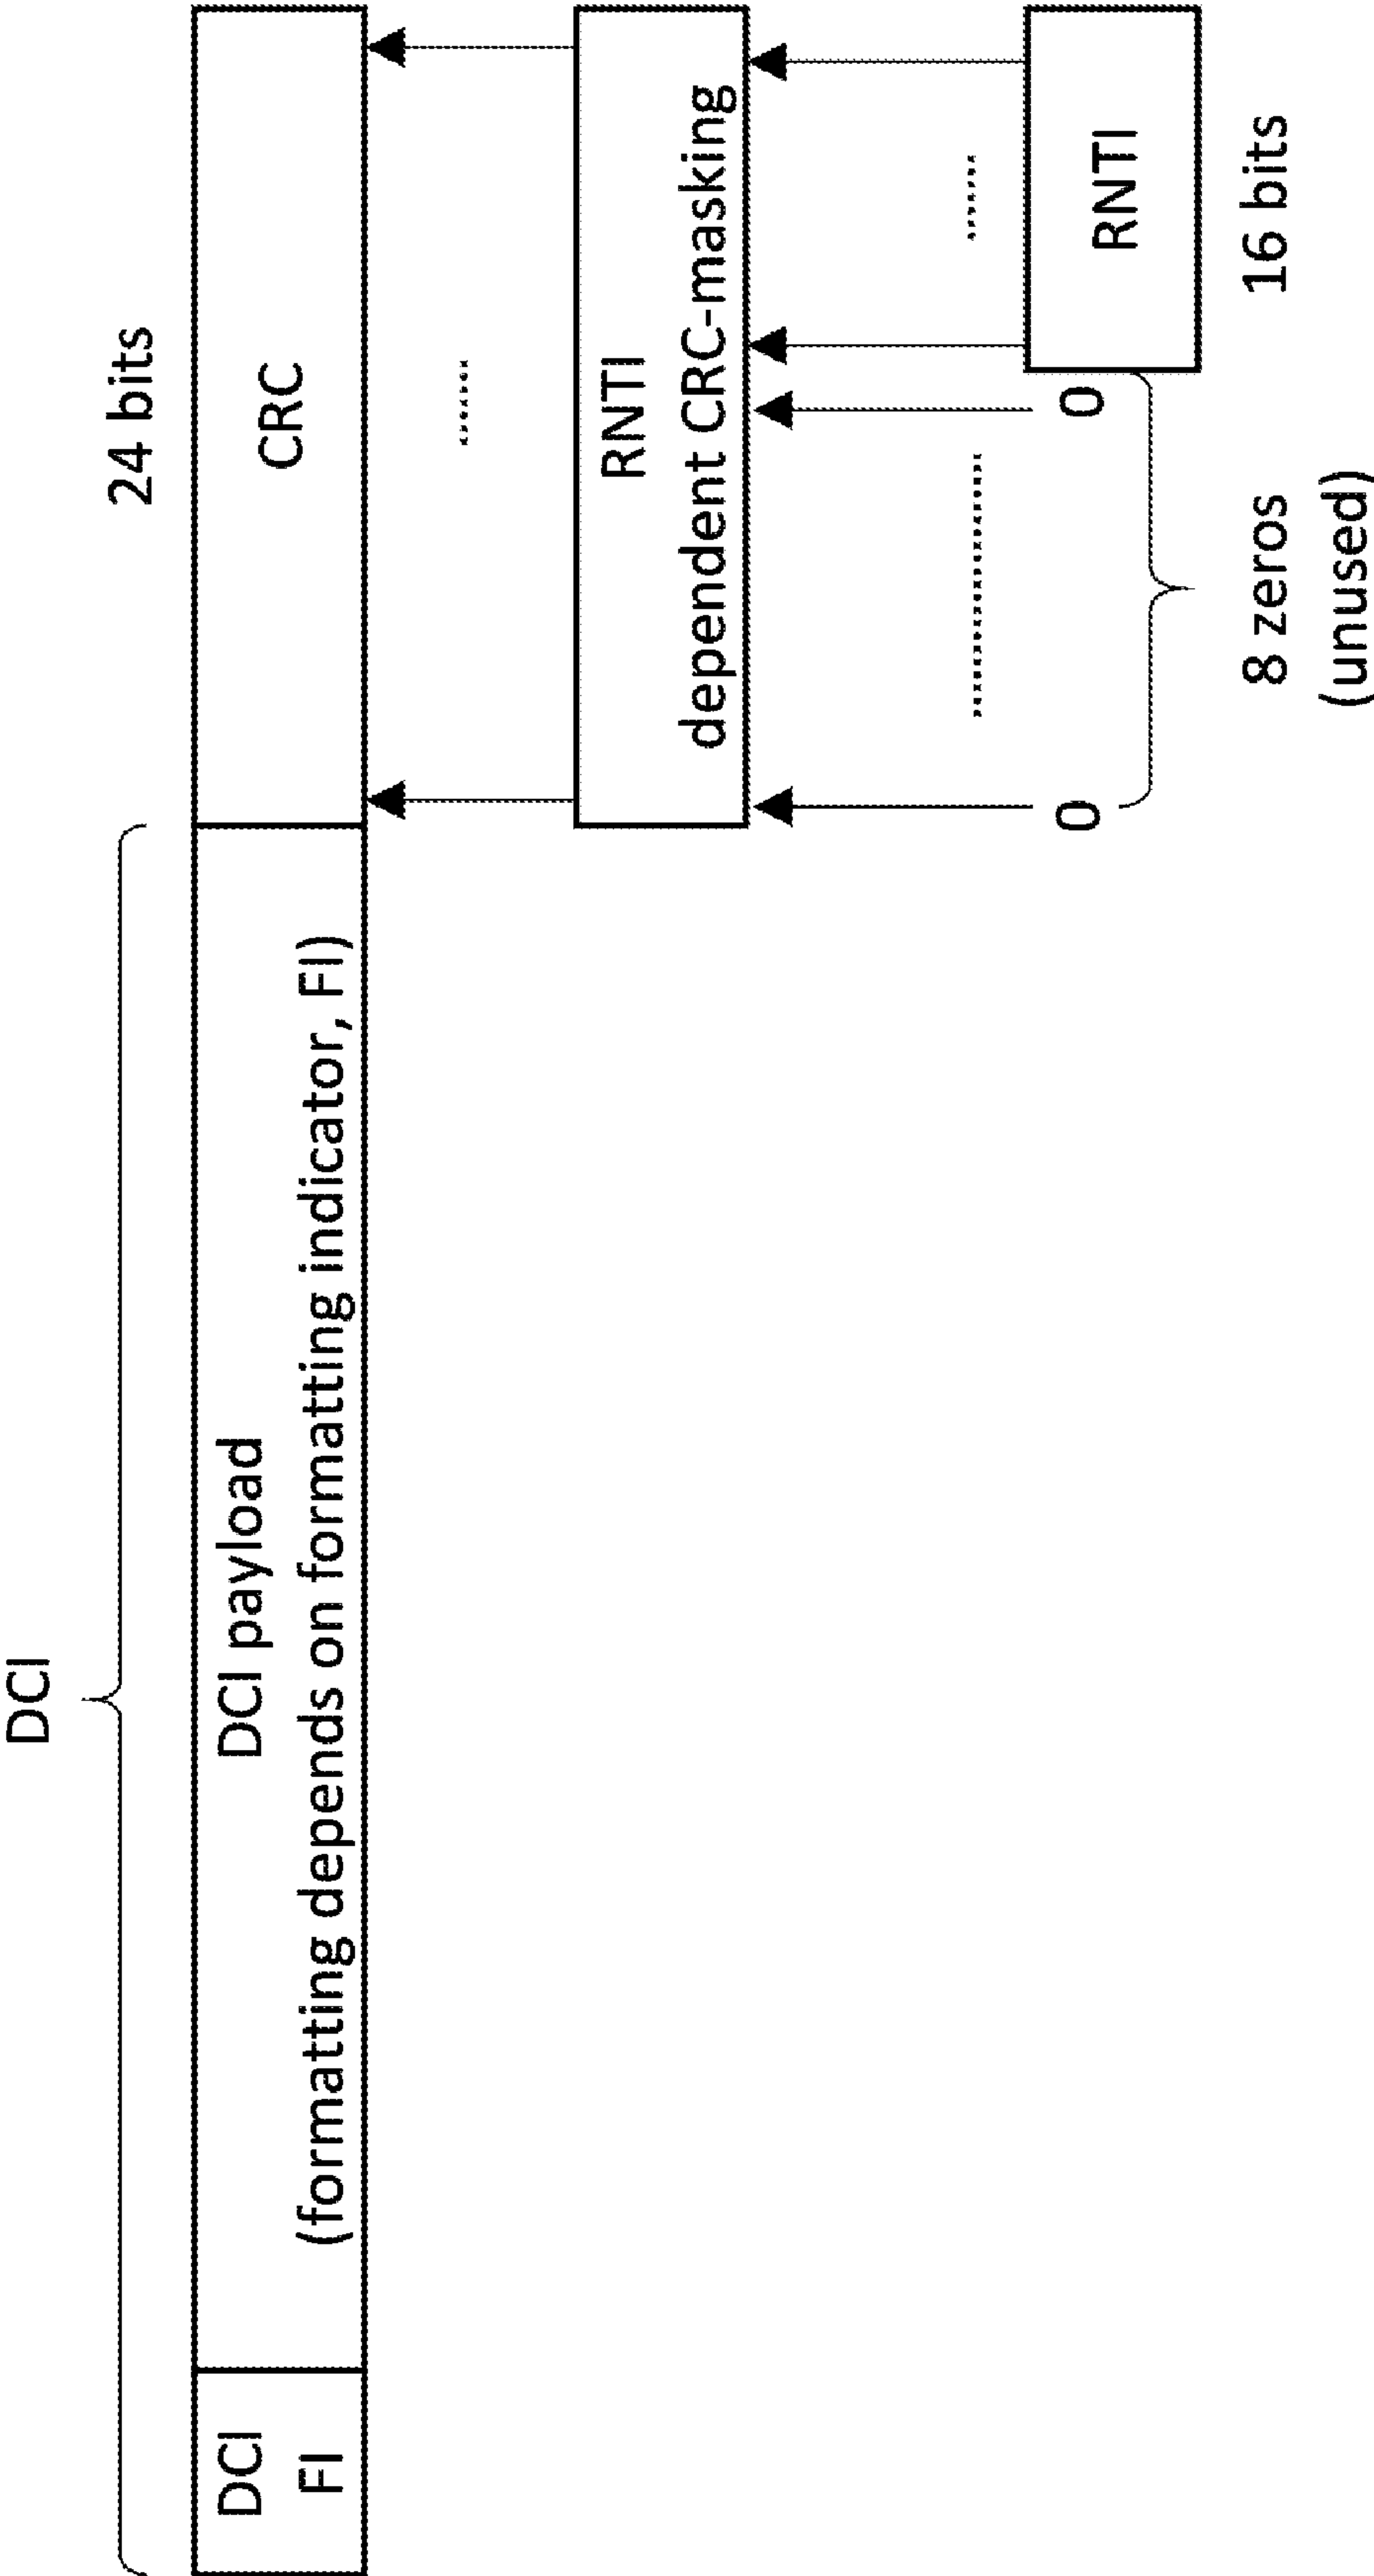 DCI
24 bits
DCI
FI
DCI payload
(formatting depends on formatting indicator, FI)
CRC
RNTI
dependent CRC-masking
0
0
RNTI
8 zeros
(unused)
16 bits